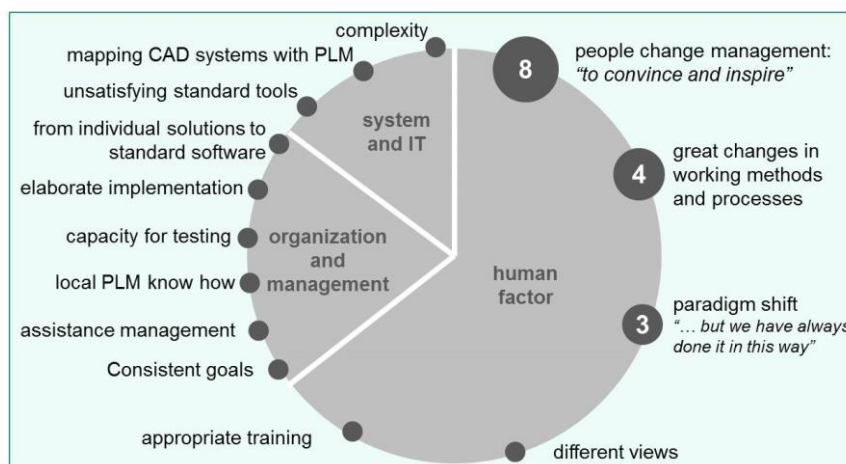 complexity
mapping CAD systems with PLM
unsatisfying standard tools
from individual solutions to
standard software
elaborate implementation
capacity for testing
local PLM know how
assistance management
Consistent goals
appropriate training
system
and IT
organization
and
management
human
factor
8
people change management:
“to convince and inspire”
4
great changes in
working methods
and processes
3
paradigm shift
“… but we have always
done it in this way”
different views